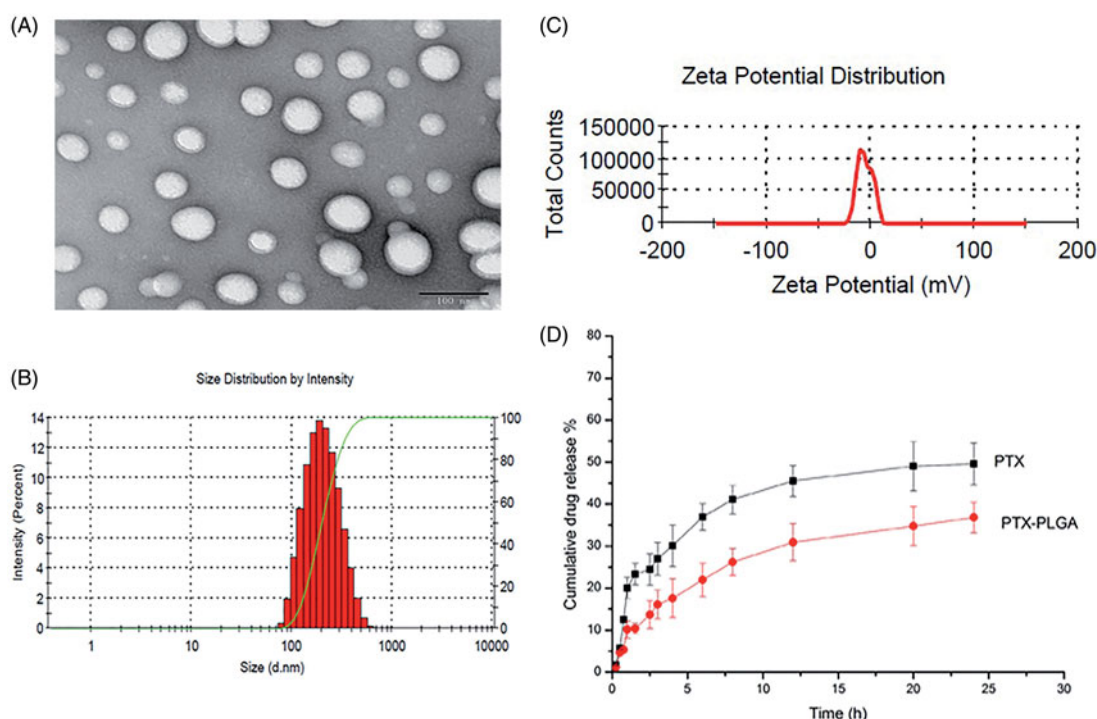 (A)
100 nm
(B)
Size Distribution by Intensity
Intensity (Percent)
14
12
10
8
6
4
2
0
100
80
60
40
20
0
1
10
100
1000
10000
Size (d.nm)
(C)
Zeta Potential Distribution
Total Counts
150000
100000
50000
0
-200
-100
0
100
200
Zeta Potential (mV)
(D)
Cumulative drug release %
80
70
60
50
40
30
20
10
0
PTX
PTX-PLGA
0
5
10
15
20
25
30
Time (h)